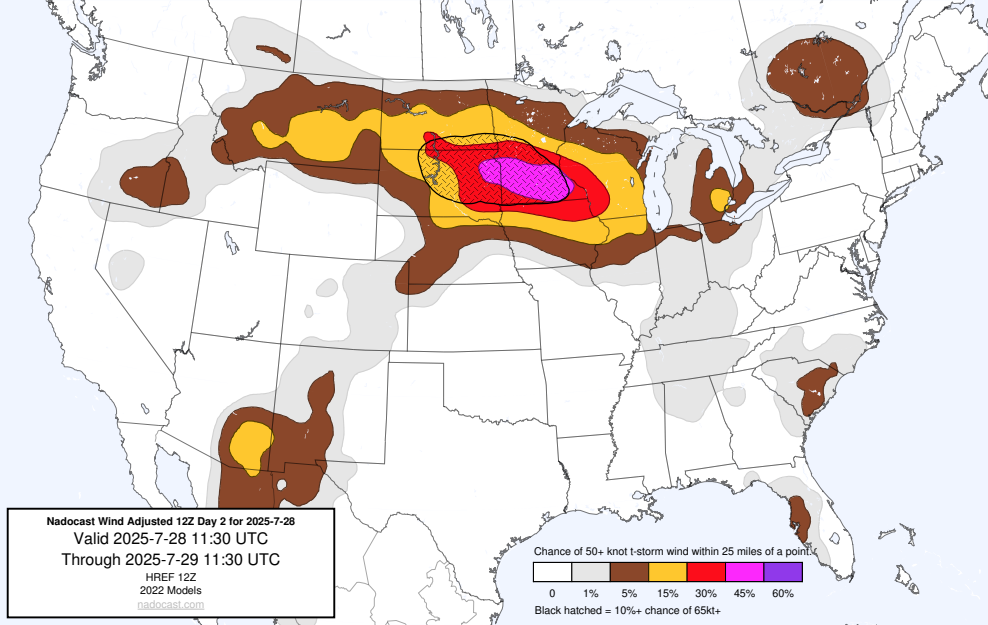 Nadocast Wind Adjusted 12Z Day 2 for 2025-7-28
Valid 2025-7-28 11:30 UTC
Through 2025-7-29 11:30 UTC
HREF 12Z
2022 Models
nadocast.com
Chance of 50+ knot t-storm wind within 25 miles of a point.
0 1% 5% 15% 30% 45% 60%
Black hatched = 10%+ chance of 65kt+